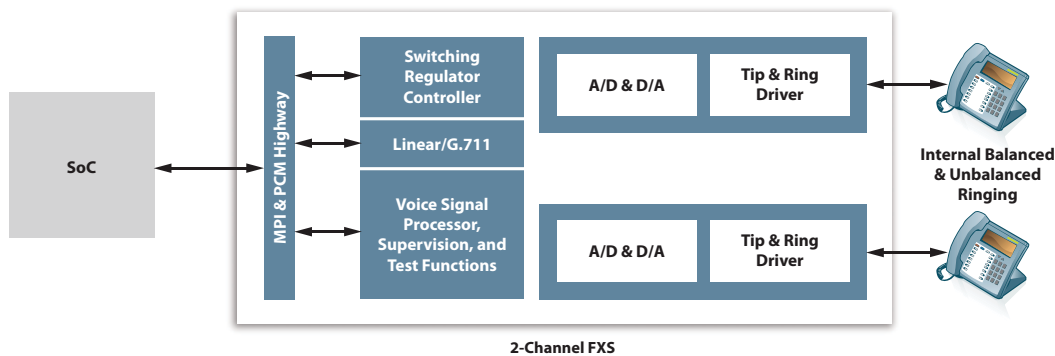 SoC
MPI & PCM Highway
Switching
Regulator
Controller
Linear/G.711
Voice Signal
Processor,
Supervision, and
Test Functions
A/D & D/A
Tip & Ring
Driver
A/D & D/A
Tip & Ring
Driver
Internal Balanced
& Unbalanced
Ringing
2-Channel FXS